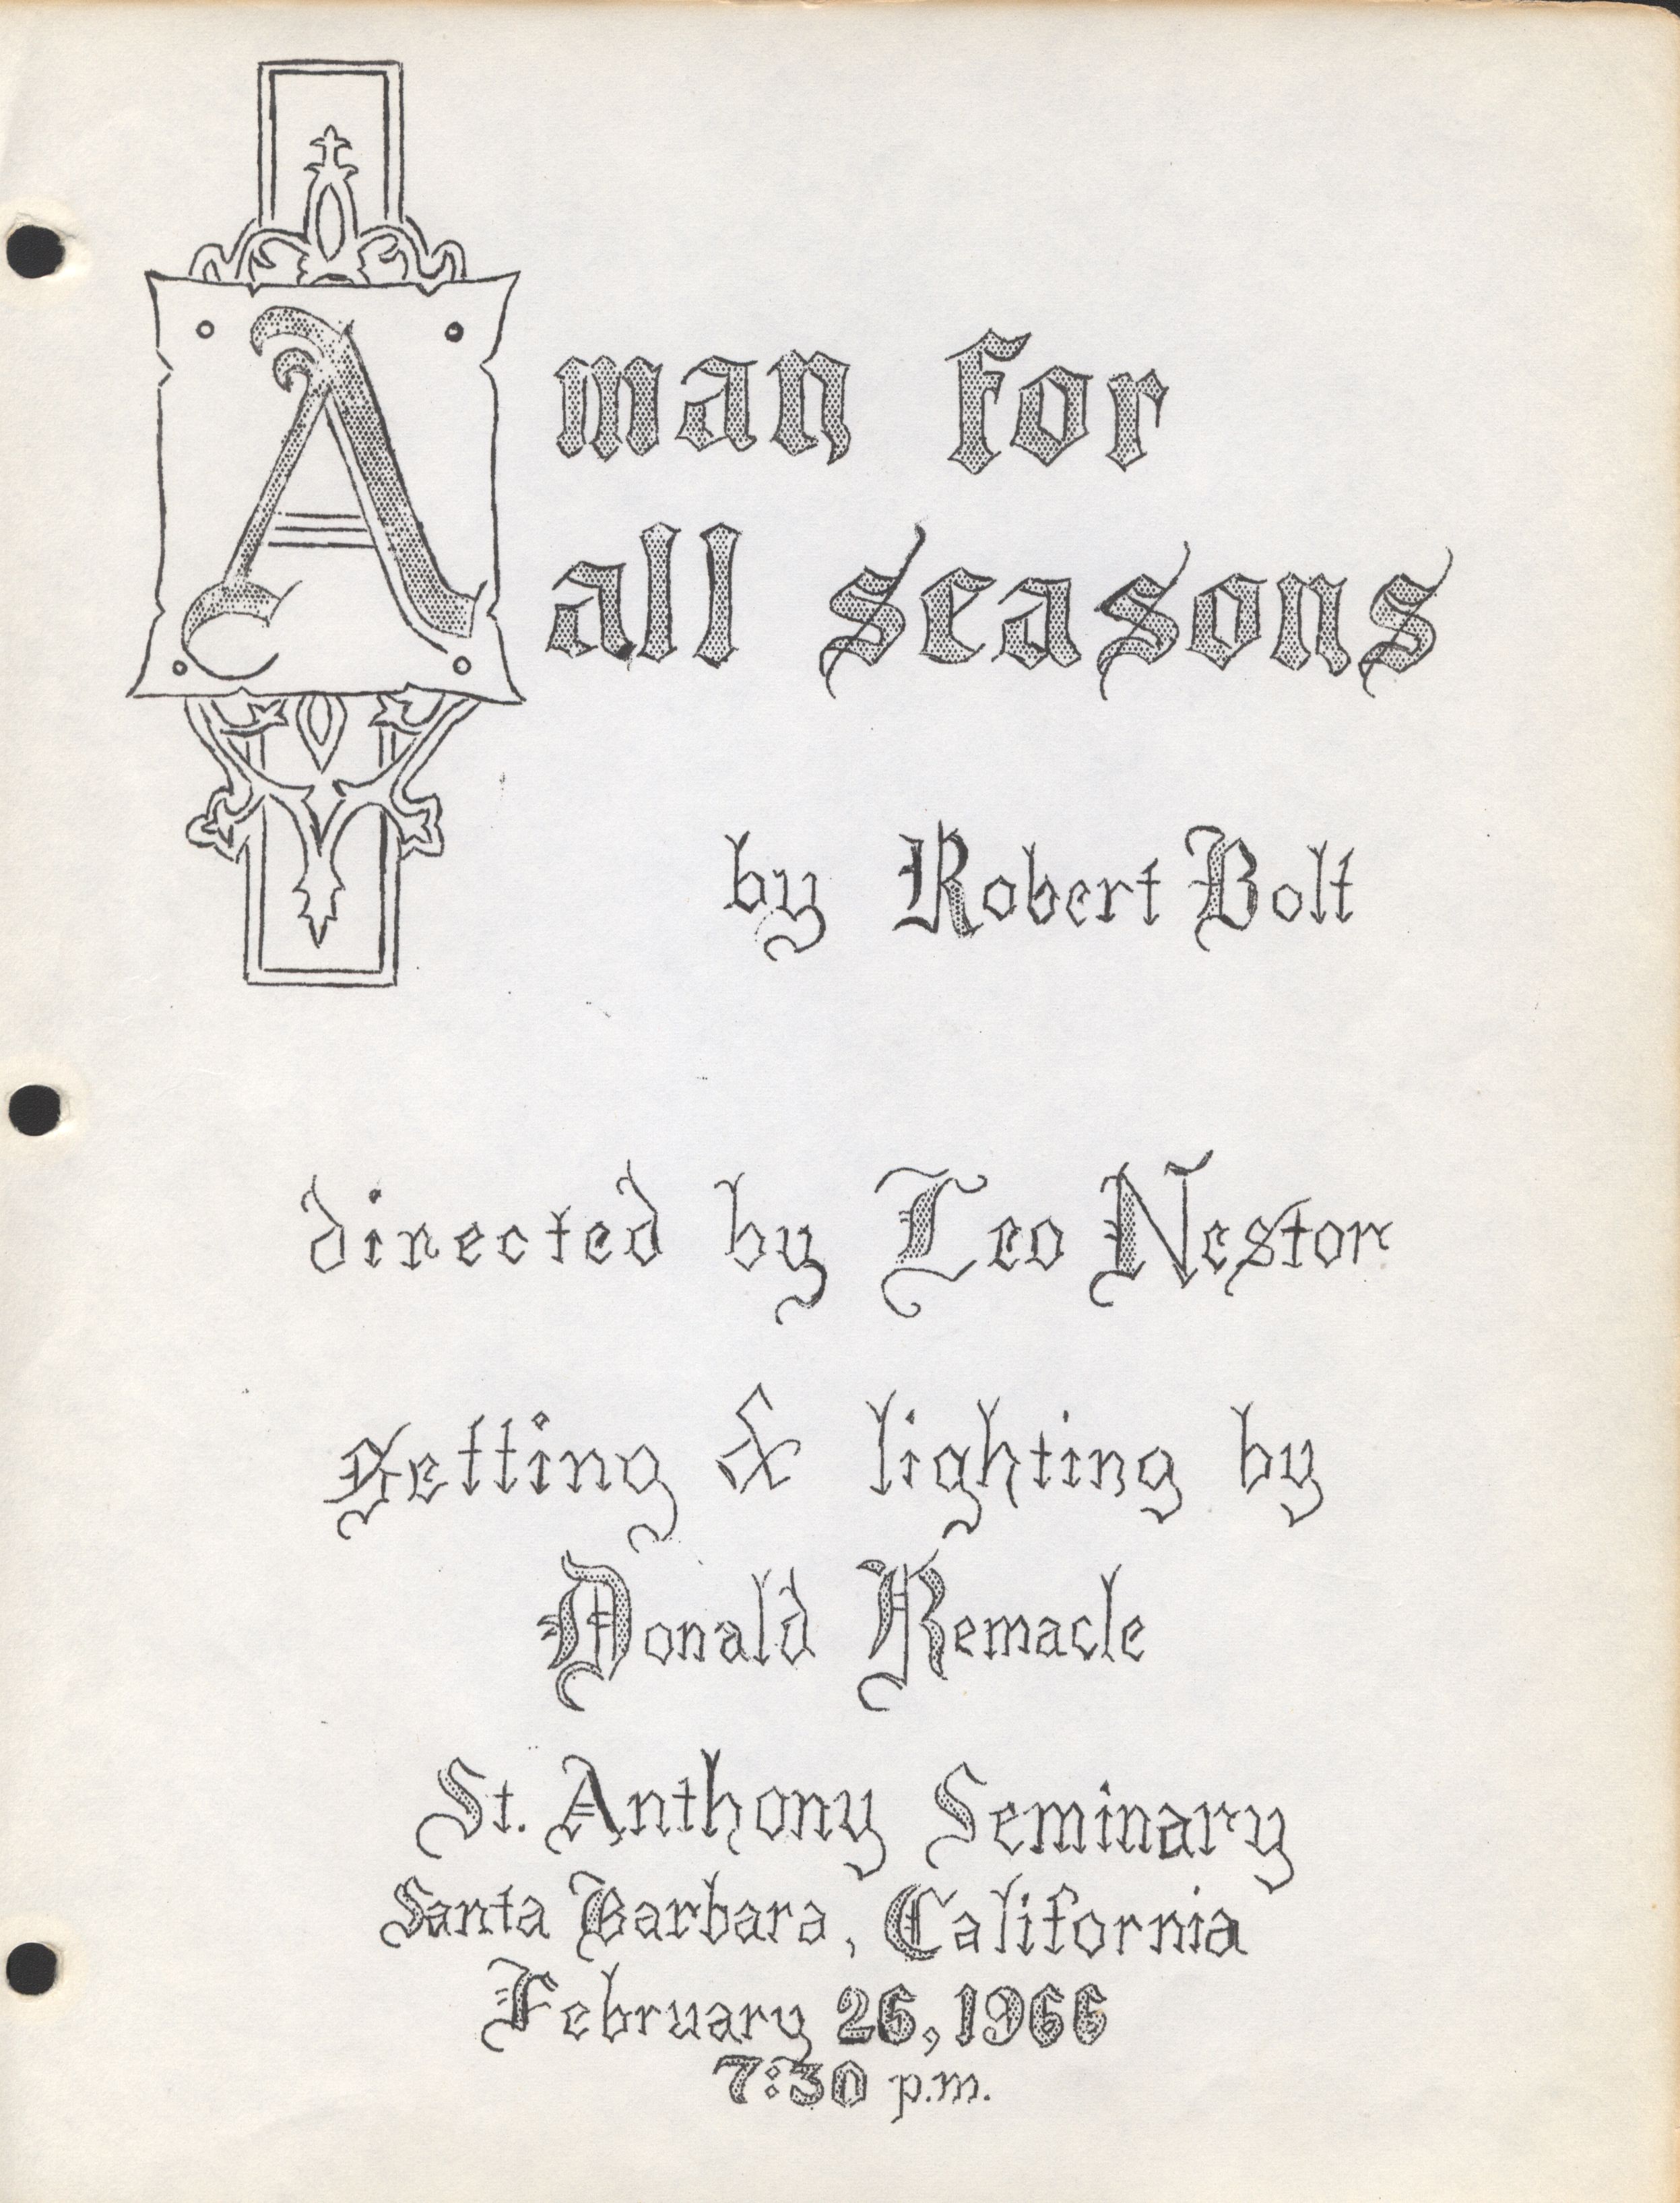 A man for
all seasons
by Robert Bolt
directed by Leo Nestor
Setting & lighting by
Donald Remacle
St. Anthony Seminary
Santa Barbara, California
February 26, 1966
7:30 p.m.